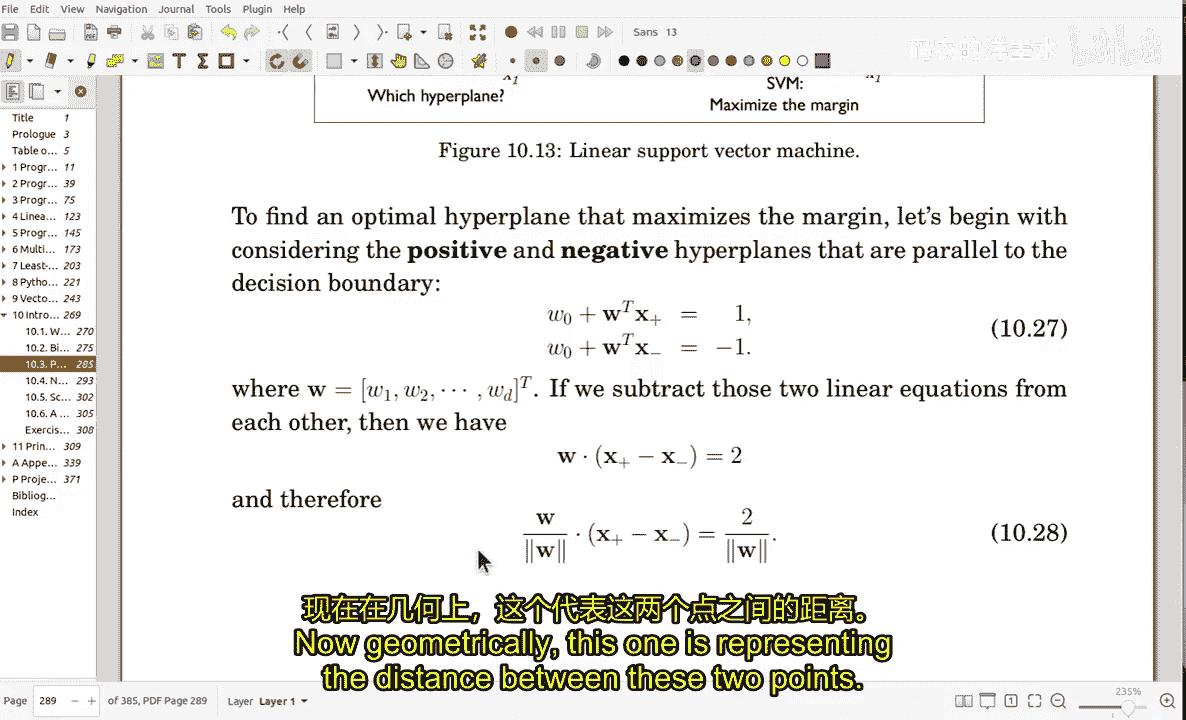 File Edit View Navigation Journal Tools Plugin Help
Sans 13
Title 1
Prologue 3
Table o... 5
1 Progr... 11
2 Progr... 39
3 Progr... 75
4 Linea... 123
5 Progr... 145
6 Multi... 173
7 Least-... 203
8 Pytho... 221
9 Vecto... 243
10 Intro... 269
10.1. W... 270
10.2. Bi... 275
10.3. P... 285
10.4. N... 293
10.5. Sc... 302
10.6. A ... 305
Exercis... 308
11 Prin... 309
A Appe... 339
P Proje... 371
Bibliog...
Index
x1 x1
Which hyperplane?
SVM:
Maximize the margin
Figure 10.13: Linear support vector machine.
To find an optimal hyperplane that maximizes the margin, let's begin with
considering the positive and negative hyperplanes that are parallel to the
decision boundary:
w₀ + wᵀx₊ = 1,
w₀ + wᵀx₋ = −1.
(10.27)
where w = [w₁, w₂, ⋯ , w_d]ᵀ. If we subtract those two linear equations from
each other, then we have
w · (x₊ − x₋) = 2
and therefore
w/‖w‖ · (x₊ − x₋) = 2/‖w‖. (10.28)
现在在几何上，这个代表这两个点之间的距离。
Now geometrically, this one is representing
the distance between these two points.
Page 289 of 385, PDF Page 289 Layer Layer 1 235%